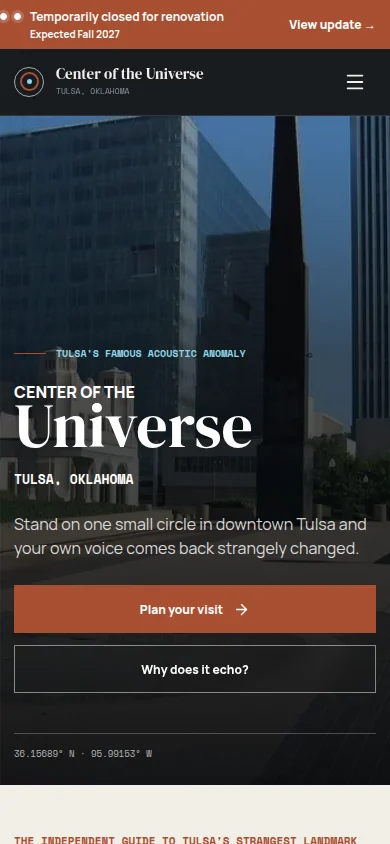 Temporarily closed for renovation
Expected Fall 2027
View update →
Center of the Universe
TULSA, OKLAHOMA
TULSA'S FAMOUS ACOUSTIC ANOMALY
CENTER OF THE
Universe
TULSA, OKLAHOMA
Stand on one small circle in downtown Tulsa and
your own voice comes back strangely changed.
Plan your visit →
Why does it echo?
36.15689° N · 95.99153° W
THE INDEPENDENT GUIDE TO TULSA'S STRANGEST LANDMARK